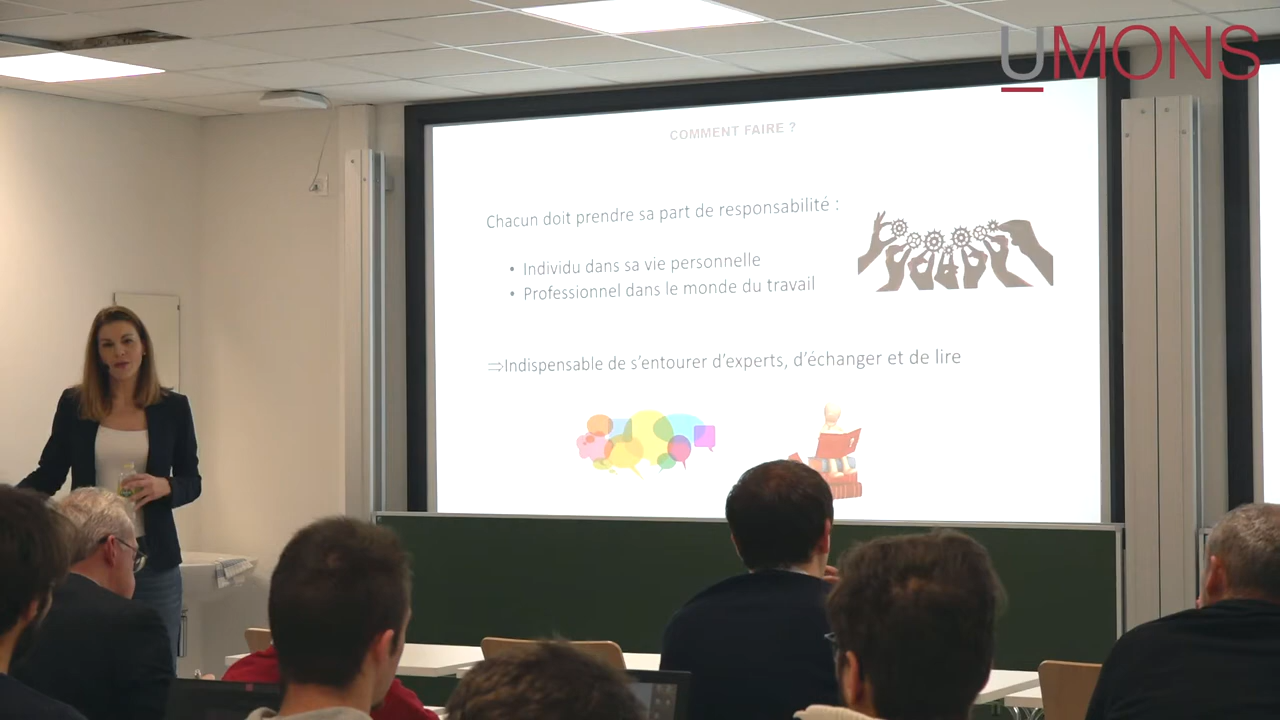 UMONS
COMMENT FAIRE ?
Chacun doit prendre sa part de responsabilité :
• Individu dans sa vie personnelle
• Professionnel dans le monde du travail
⇒Indispensable de s’entourer d’experts, d’échanger et de lire